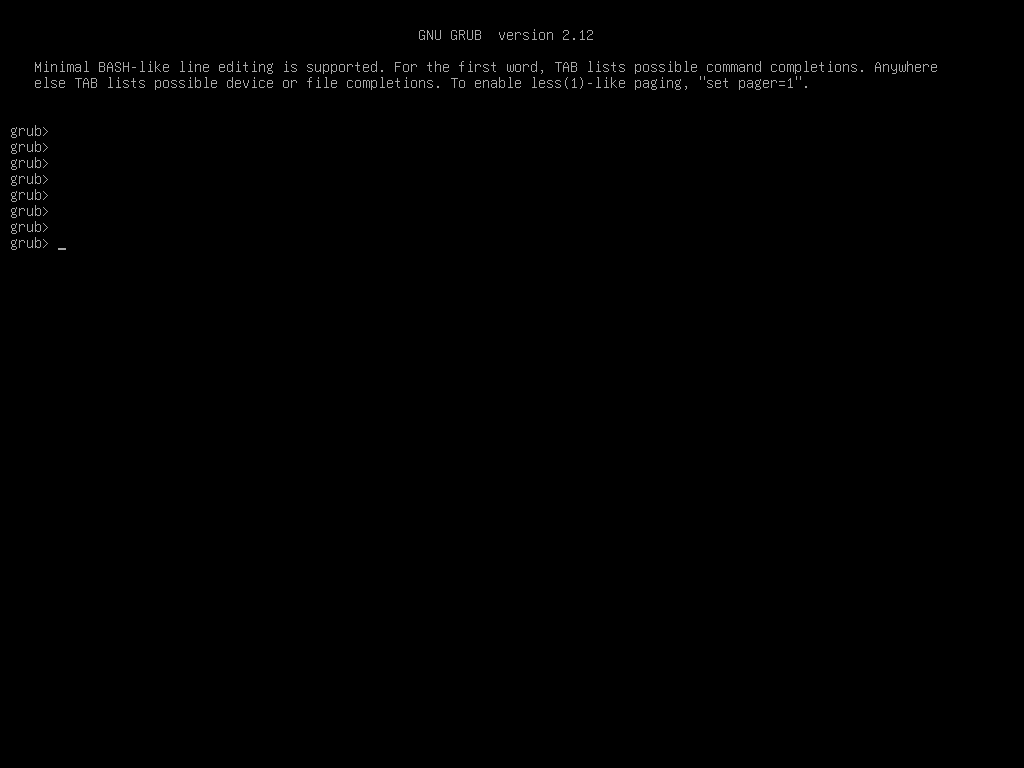 GNU GRUB  version 2.12
Minimal BASH-like line editing is supported. For the first word, TAB lists possible command completions. Anywhere
else TAB lists possible device or file completions. To enable less(1)-like paging, "set pager=1".
grub>
grub>
grub>
grub>
grub>
grub>
grub>
grub> _